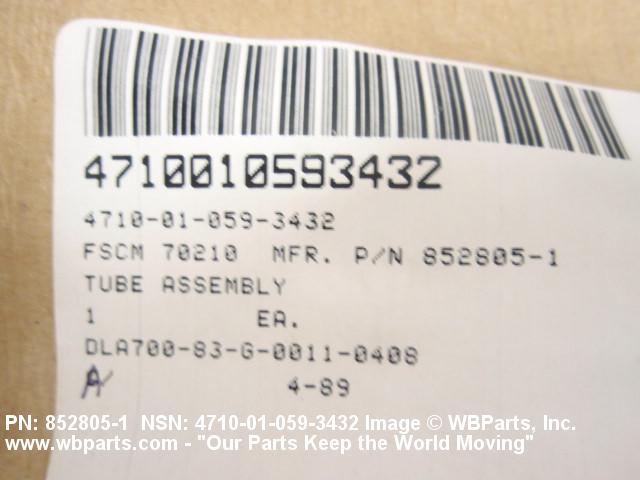 4710010593432
4710-01-059-3432
FSCM 70210 MFR. P/N 852805-1
TUBE ASSEMBLY
1 EA.
DLA700-83-G-0011-0408
A 4-89
PN: 852805-1 NSN: 4710-01-059-3432 Image © WBParts, Inc.
www.wbparts.com - "Our Parts Keep the World Moving"